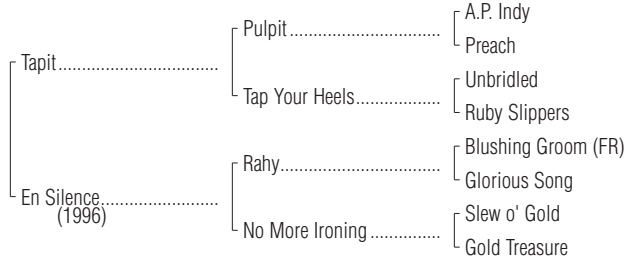 A.P. Indy
Pulpit
Preach
Tapit
Unbridled
Tap Your Heels
Ruby Slippers
Blushing Groom (FR)
Rahy
Glorious Song
En Silence
(1996)
Slew o' Gold
No More Ironing
Gold Treasure